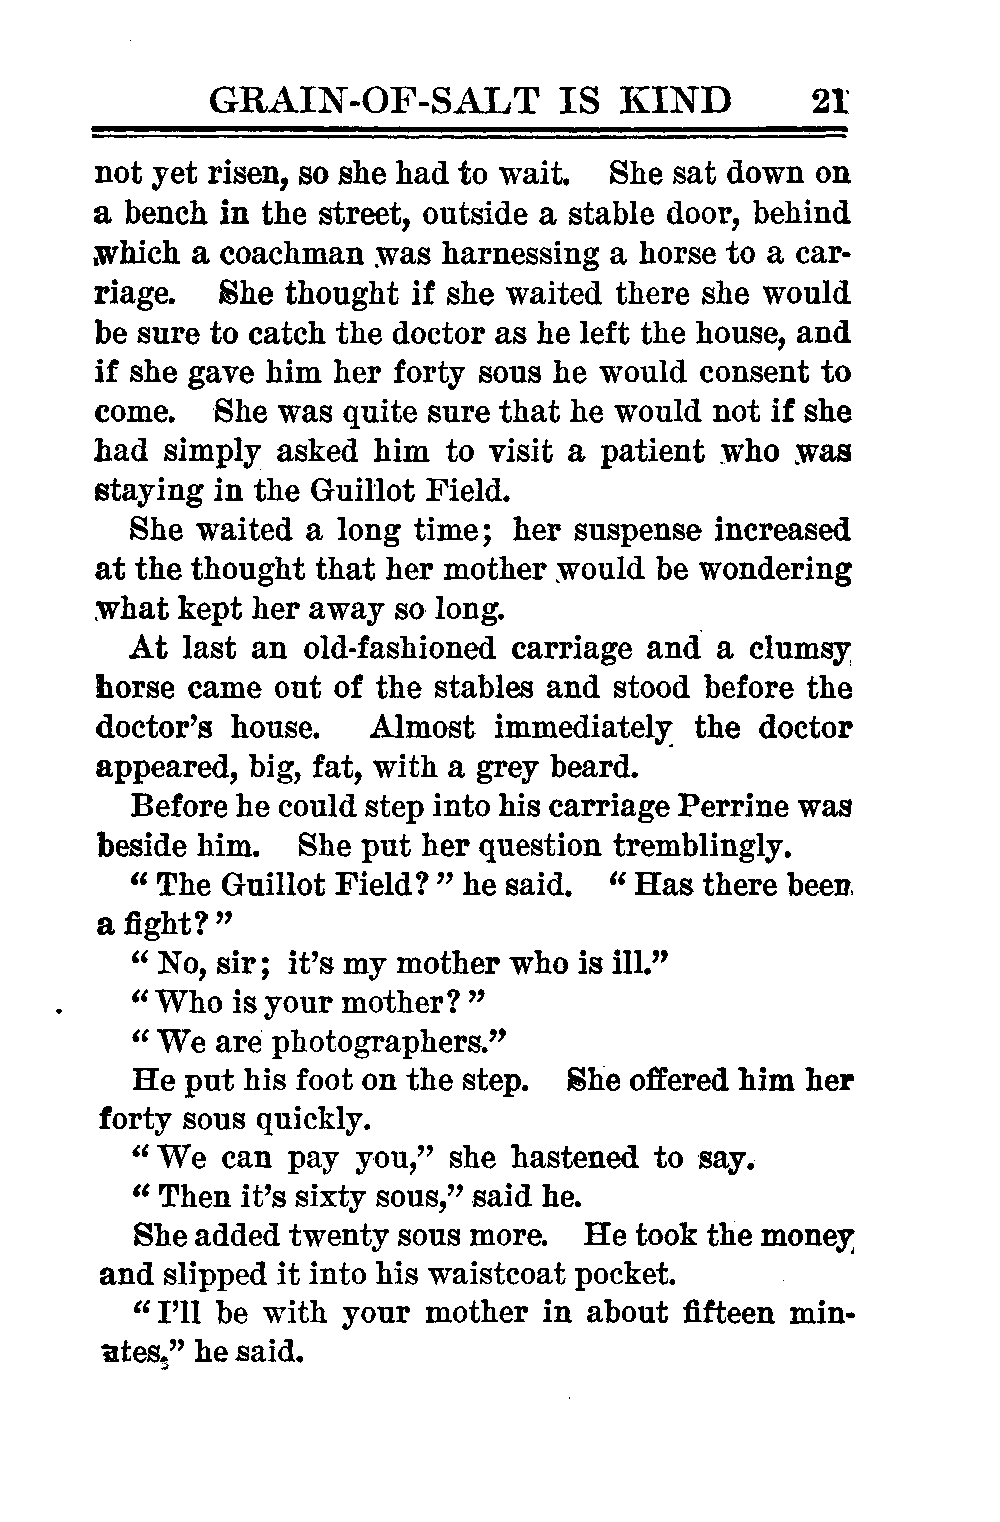 GRAIN-OF-SALT IS KIND 21
not yet risen, so she had to wait. She sat down on
a bench in the street, outside a stable door, behind
which a coachman was harnessing a horse to a car-
riage. She thought if she waited there she would
be sure to catch the doctor as he left the house, and
if she gave him her forty sous he would consent to
come. She was quite sure that he would not if she
had simply asked him to visit a patient who was
staying in the Guillot Field.
She waited a long time; her suspense increased
at the thought that her mother would be wondering
what kept her away so long.
At last an old-fashioned carriage and a clumsy
horse came out of the stables and stood before the
doctor's house. Almost immediately the doctor
appeared, big, fat, with a grey beard.
Before he could step into his carriage Perrine was
beside him. She put her question tremblingly.
"The Guillot Field?" he said. "Has there been
a fight?"
"No, sir; it's my mother who is ill."
"Who is your mother?"
"We are photographers."
He put his foot on the step. She offered him her
forty sous quickly.
"We can pay you," she hastened to say.
"Then it's sixty sous," said he.
She added twenty sous more. He took the money
and slipped it into his waistcoat pocket.
"I'll be with your mother in about fifteen min-
utes," he said.